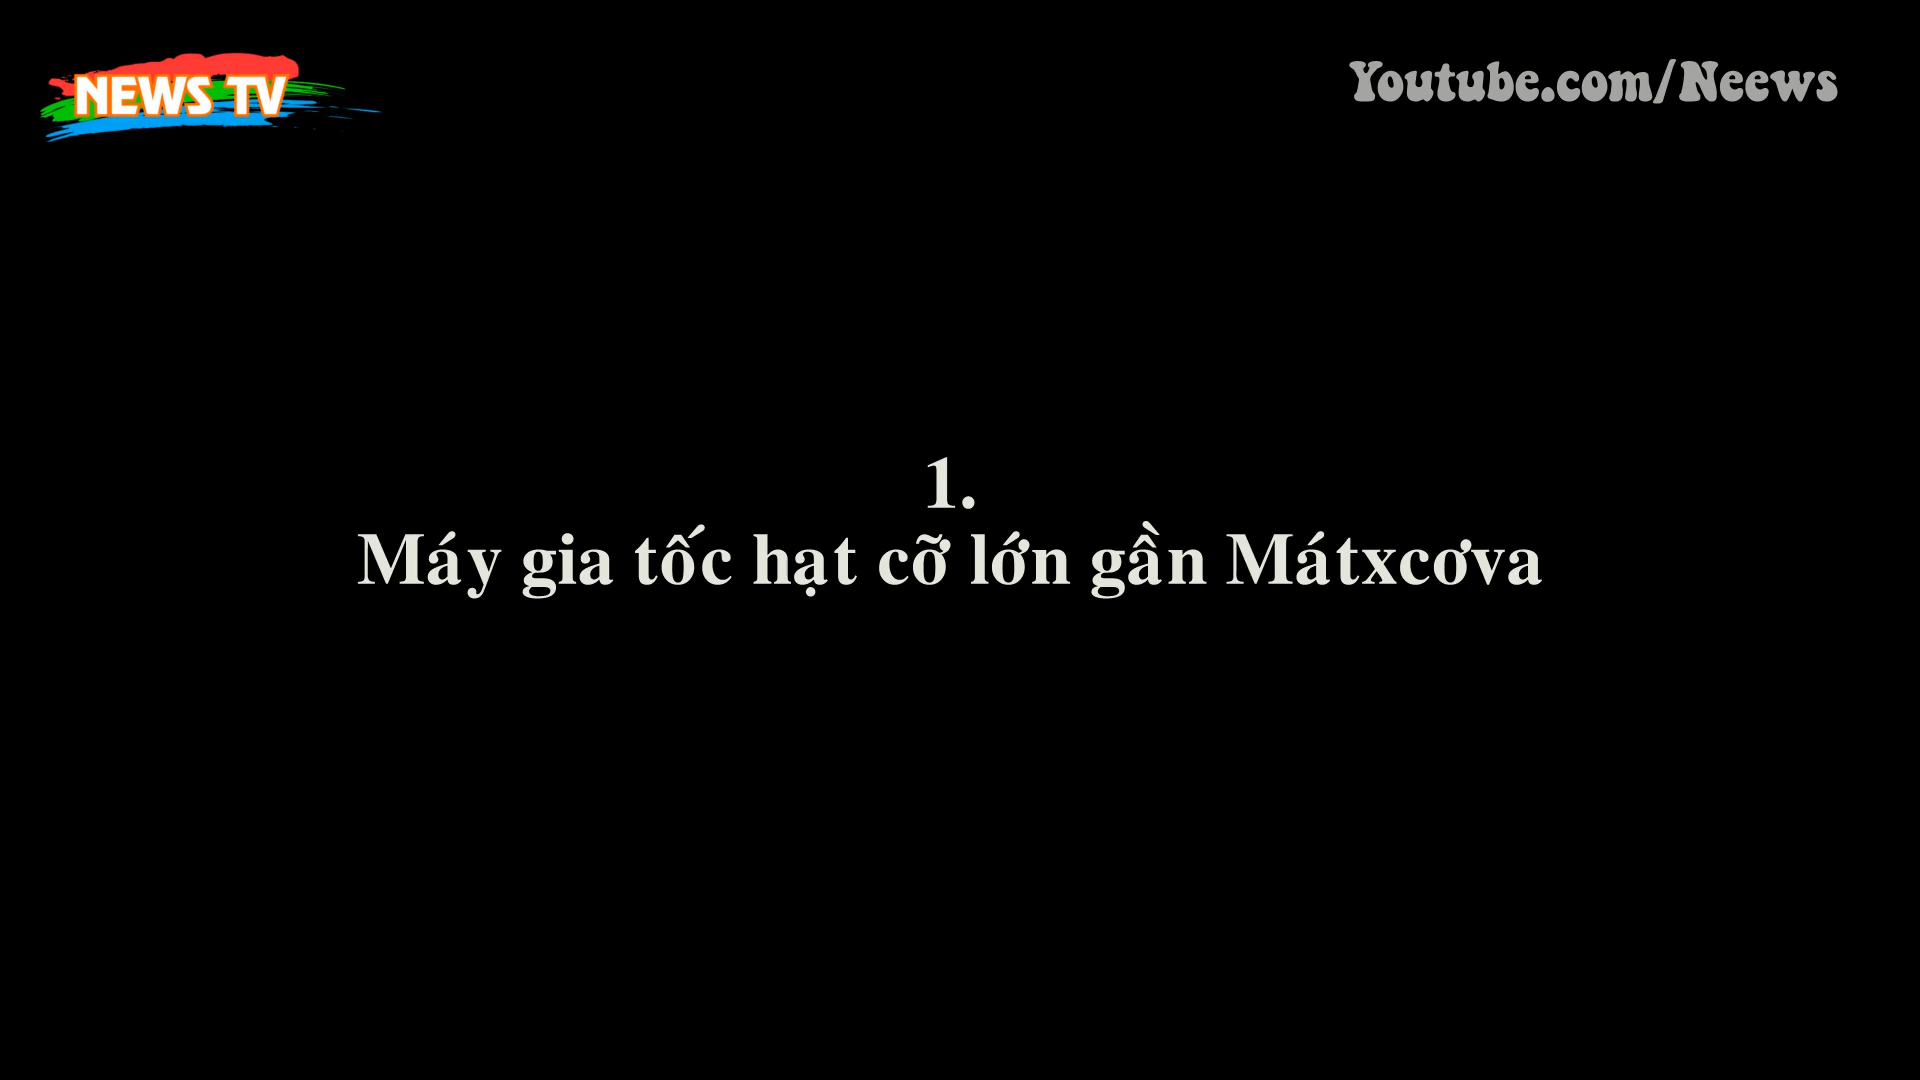 NEWS TV
Youtube.com/Neews
1.
Máy gia tốc hạt cỡ lớn gần Mátxcơva